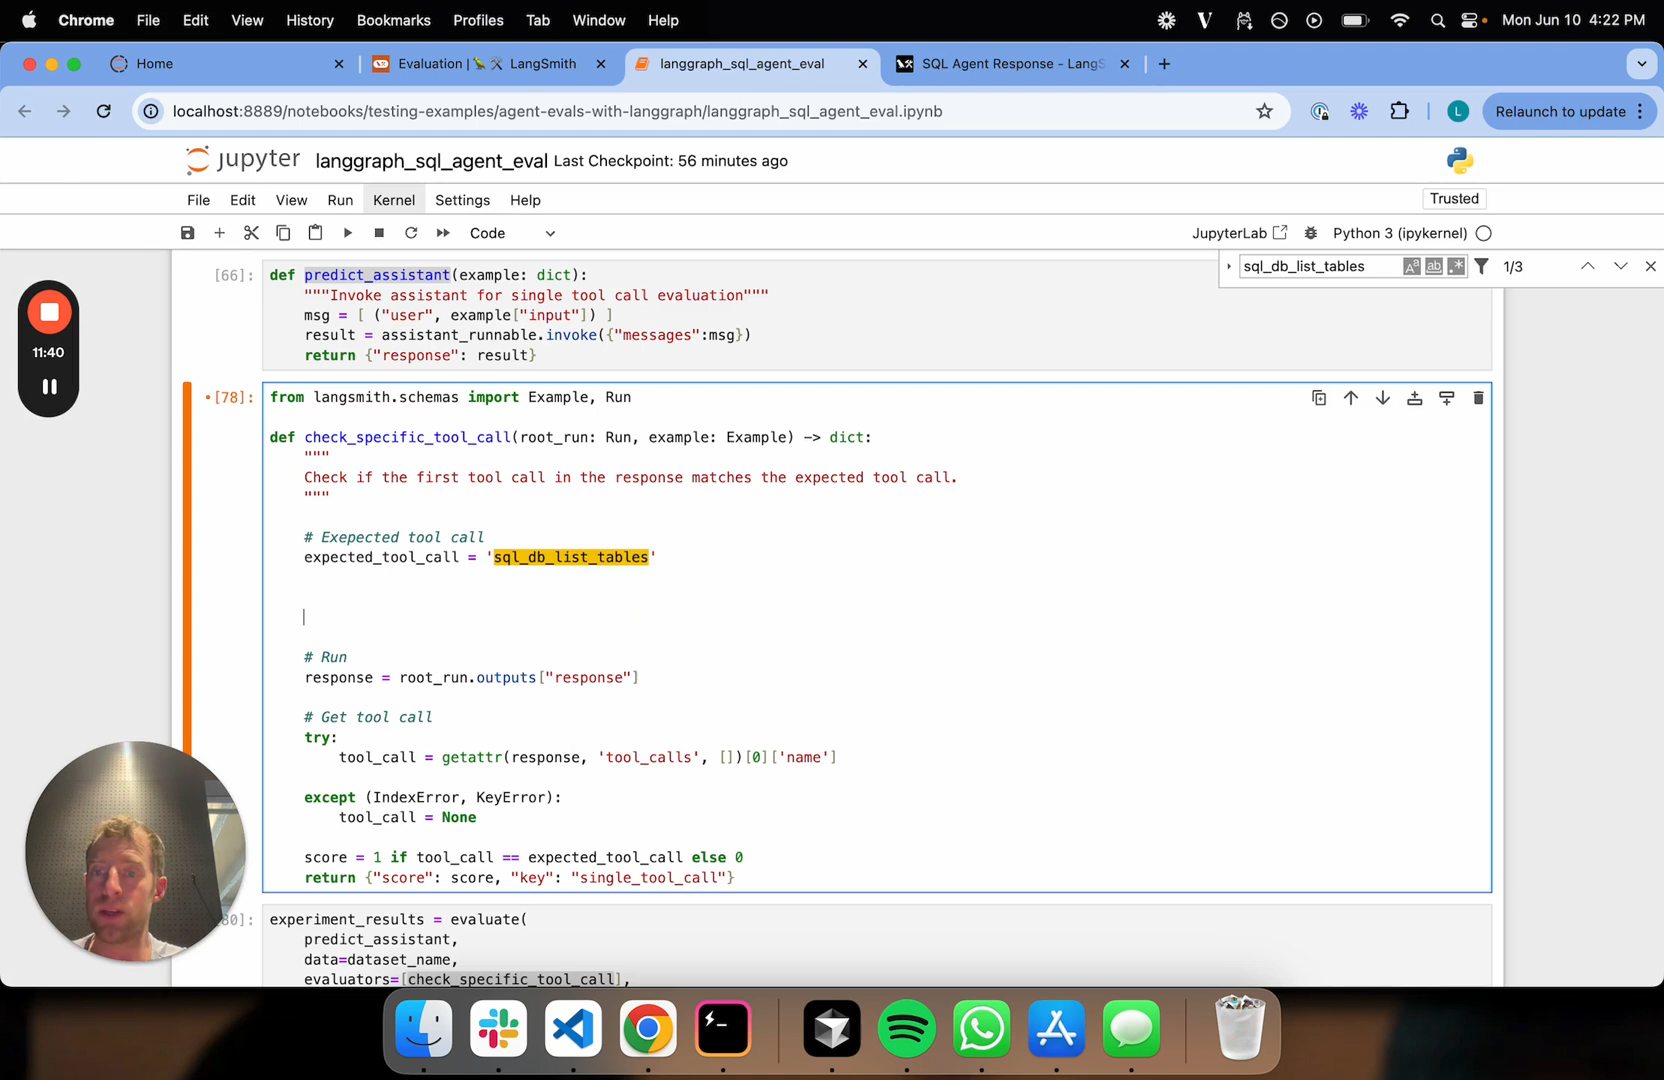 Chrome File Edit View History Bookmarks Profiles Tab Window Help
Mon Jun 10 4:22 PM
Home
Evaluation | LangSmith
langgraph_sql_agent_eval
SQL Agent Response - LangS
localhost:8889/notebooks/testing-examples/agent-evals-with-langgraph/langgraph_sql_agent_eval.ipynb
L
Relaunch to update
jupyter langgraph_sql_agent_eval Last Checkpoint: 56 minutes ago
File Edit View Run Kernel Settings Help
Trusted
Code
JupyterLab
Python 3 (ipykernel)
sql_db_list_tables
1/3
11:40
[66]:
def predict_assistant(example: dict):
"""Invoke assistant for single tool call evaluation"""
msg = [ ("user", example["input"]) ]
result = assistant_runnable.invoke({"messages":msg})
return {"response": result}
[78]:
from langsmith.schemas import Example, Run
def check_specific_tool_call(root_run: Run, example: Example) -> dict:
"""
Check if the first tool call in the response matches the expected tool call.
"""
# Exepected tool call
expected_tool_call = 'sql_db_list_tables'
# Run
response = root_run.outputs["response"]
# Get tool call
try:
tool_call = getattr(response, 'tool_calls', [])[0]['name']
except (IndexError, KeyError):
tool_call = None
score = 1 if tool_call == expected_tool_call else 0
return {"score": score, "key": "single_tool_call"}
80]:
experiment_results = evaluate(
predict_assistant,
data=dataset_name,
evaluators=[check_specific_tool_call],